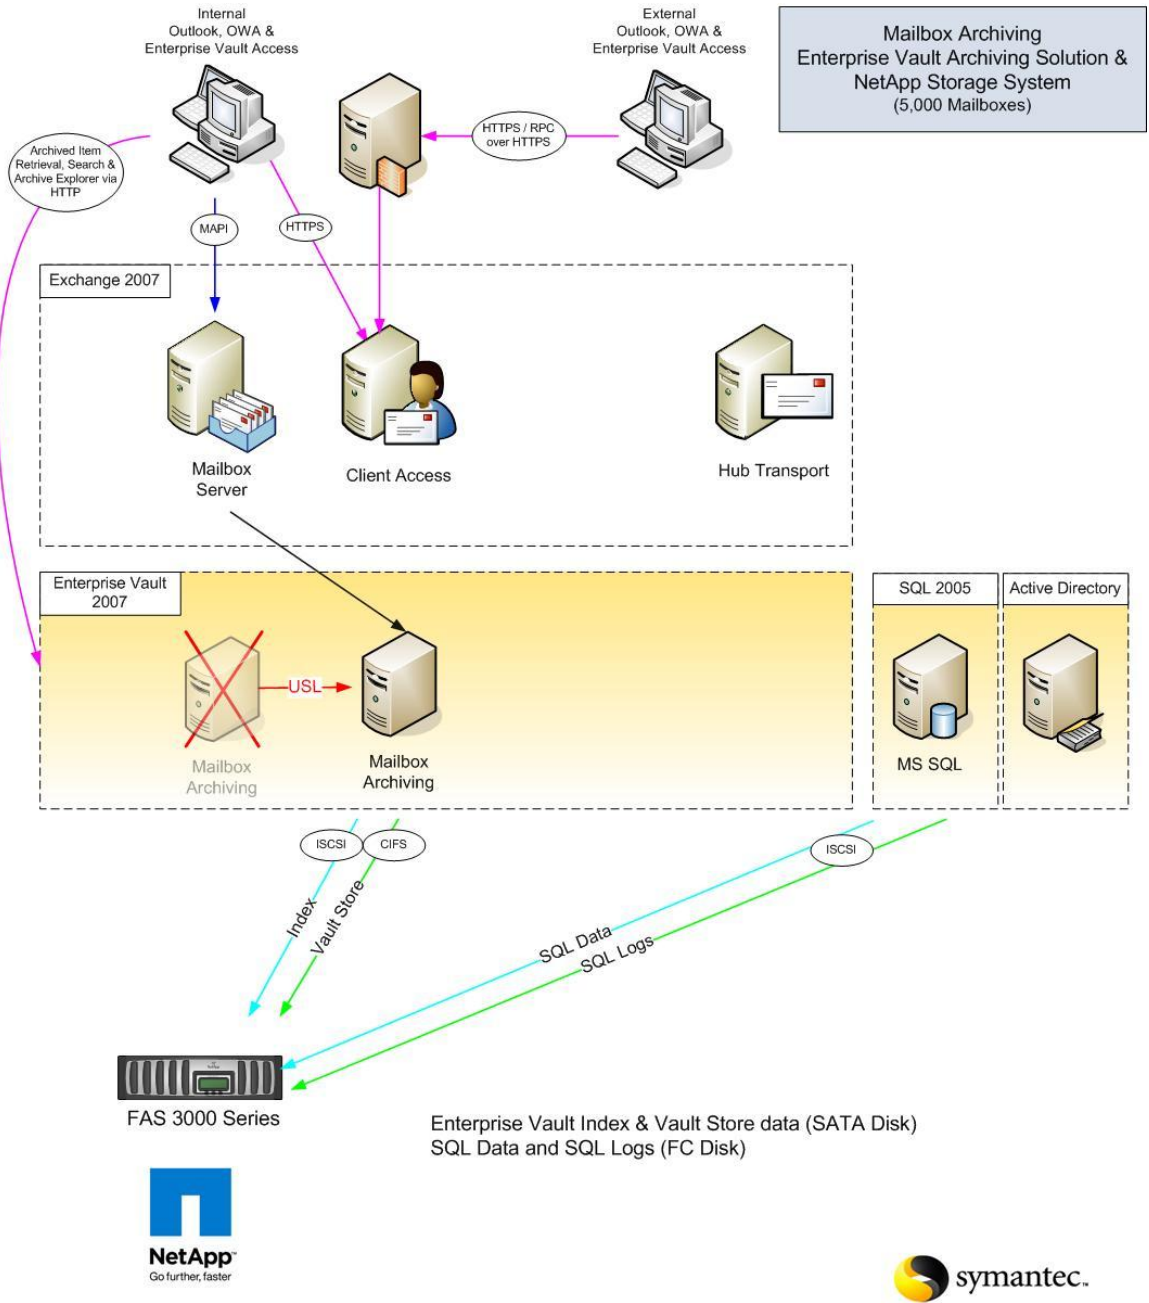 Internal
Outlook, OWA &
Enterprise Vault Access
External
Outlook, OWA &
Enterprise Vault Access
Mailbox Archiving
Enterprise Vault Archiving Solution &
NetApp Storage System
(5,000 Mailboxes)
HTTPS / RPC
over HTTPS
Archived Item
Retrieval, Search &
Archive Explorer via
HTTP
MAPI
HTTPS
Exchange 2007
Mailbox
Server
Client Access
Hub Transport
Enterprise Vault
2007
SQL 2005
Active Directory
USL
Mailbox
Archiving
Mailbox
Archiving
MS SQL
ISCSI
CIFS
ISCSI
Index
Vault Store
SQL Data
SQL Logs
FAS 3000 Series
Enterprise Vault Index & Vault Store data (SATA Disk)
SQL Data and SQL Logs (FC Disk)
NetApp™
Go further, faster
symantec™